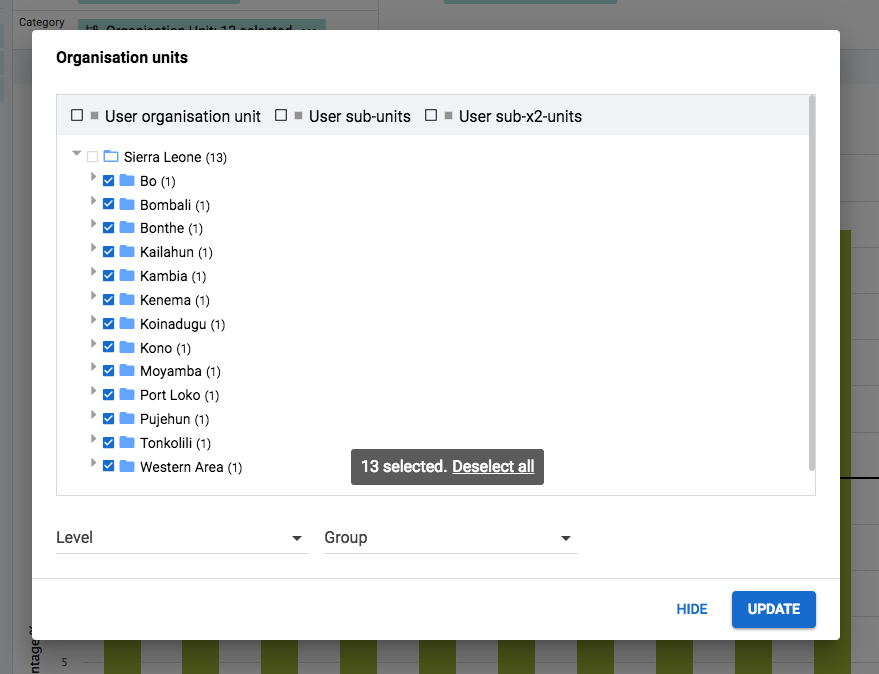 Category
Organisation Unit: 13 selected
Organisation units
User organisation unit User sub-units User sub-x2-units
Sierra Leone (13)
Bo (1)
Bombali (1)
Bonthe (1)
Kailahun (1)
Kambia (1)
Kenema (1)
Koinadugu (1)
Kono (1)
Moyamba (1)
Port Loko (1)
Pujehun (1)
Tonkolili (1)
Western Area (1)
13 selected. Deselect all
Level Group
HIDE UPDATE
5